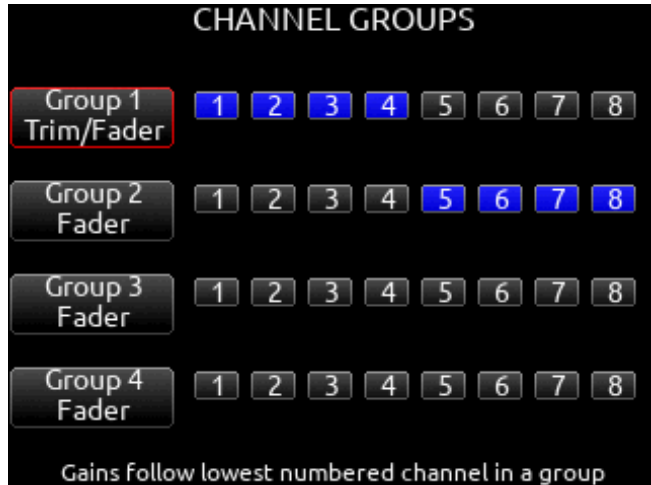 CHANNEL GROUPS
Group 1
Trim/Fader
1 2 3 4 5 6 7 8
Group 2
Fader
1 2 3 4 5 6 7 8
Group 3
Fader
1 2 3 4 5 6 7 8
Group 4
Fader
1 2 3 4 5 6 7 8
Gains follow lowest numbered channel in a group